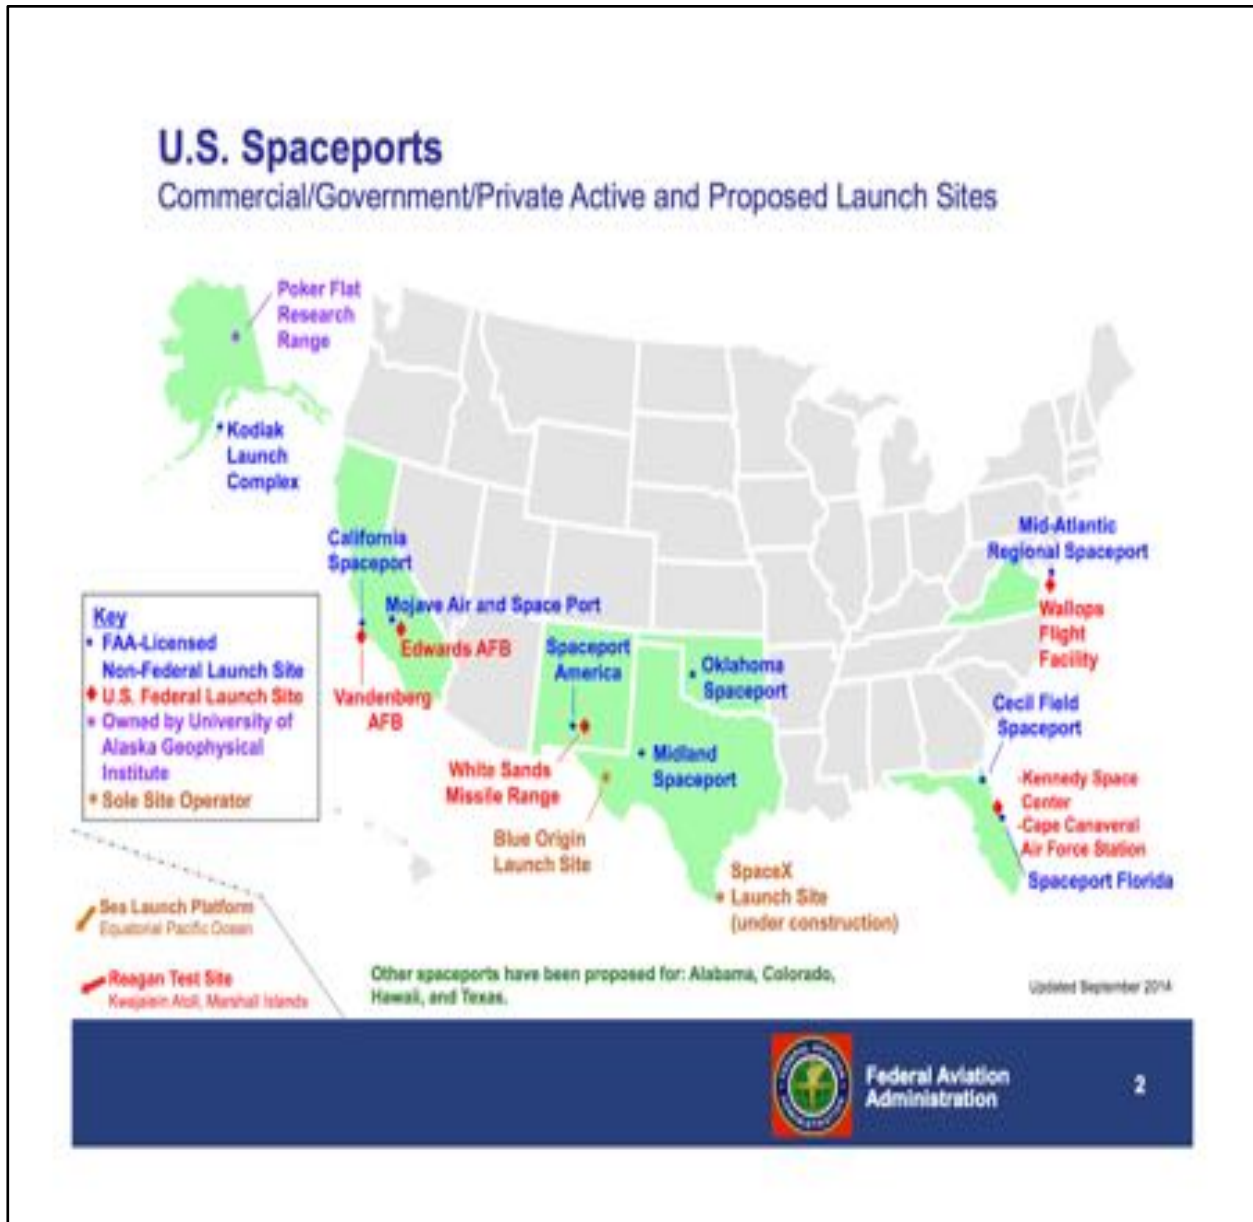 U.S. Spaceports
Commercial/Government/Private Active and Proposed Launch Sites
Poker Flat
Research
Range
Kodiak
Launch
Complex
California
Spaceport
Mojave Air and Space Port
Edwards AFB
Vandenberg
AFB
Spaceport
America
White Sands
Missile Range
Oklahoma
Spaceport
Midland
Spaceport
Blue Origin
Launch Site
SpaceX
Launch Site
(under construction)
Mid-Atlantic
Regional Spaceport
Wallops
Flight
Facility
Cecil Field
Spaceport
-Kennedy Space
Center
-Cape Canaveral
Air Force Station
Spaceport Florida
Key
FAA-Licensed
Non-Federal Launch Site
U.S. Federal Launch Site
Owned by University of
Alaska Geophysical
Institute
Sole Site Operator
Sea Launch Platform
Equatorial Pacific Ocean
Reagan Test Site
Kwajalein Atoll, Marshall Islands
Other spaceports have been proposed for: Alabama, Colorado,
Hawaii, and Texas.
Updated September 2014
Federal Aviation
Administration
2